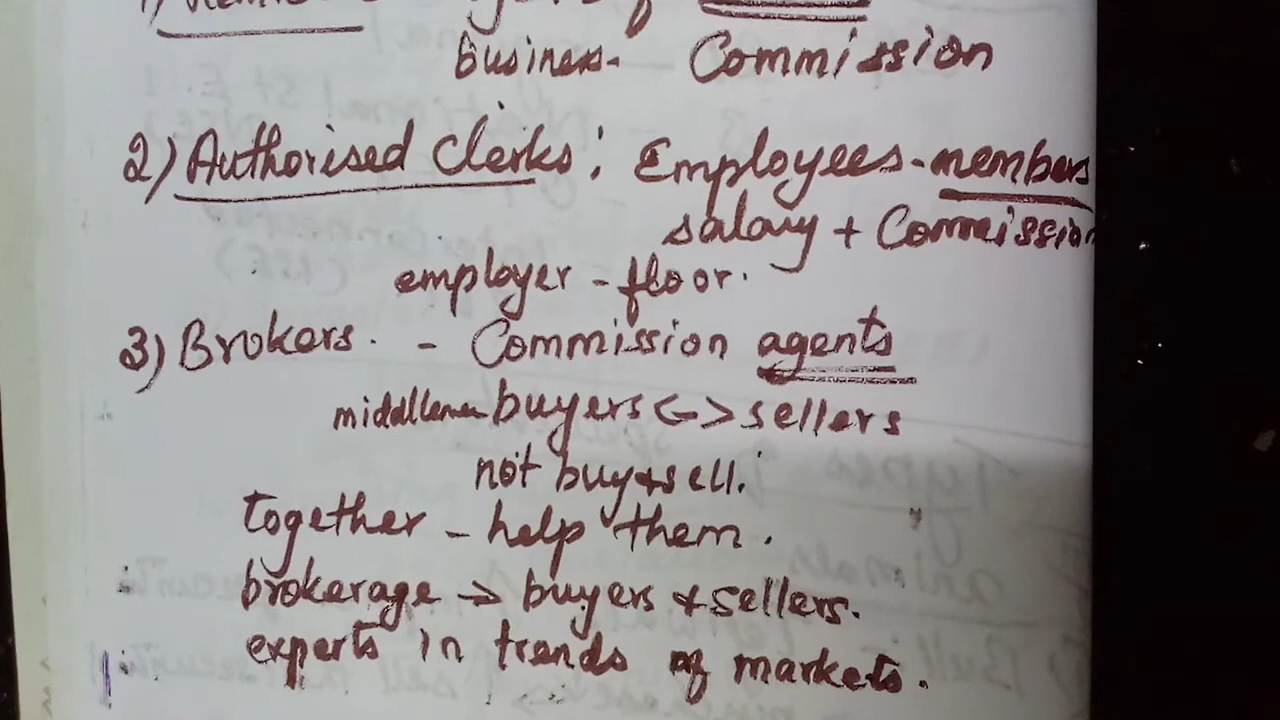 business- Commission
2) Authorised Clerks: Employees-members
salary + Commission
employer - floor.
3) Brokers. - Commission agents
middlemen buyers <-> sellers
not buy & sell.
together - help them.
brokerage -> buyers & sellers.
experts in trends of markets.